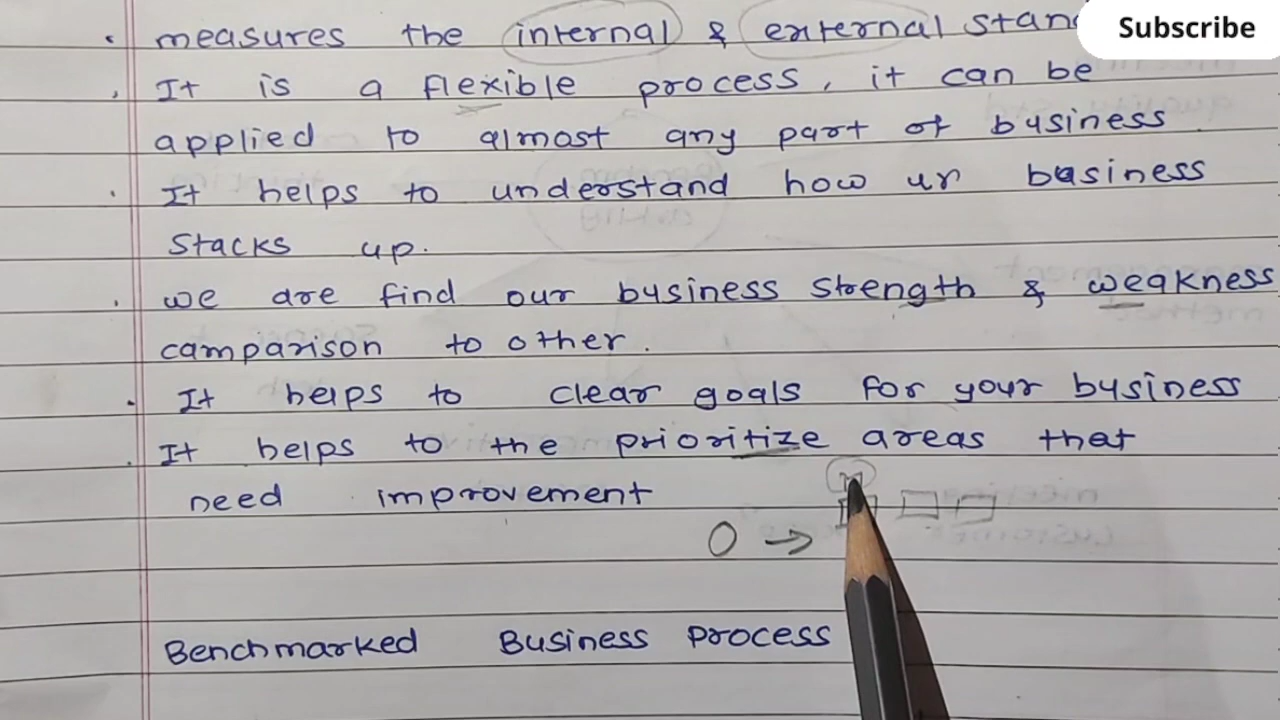 measures the internal & external stand
Subscribe
It is a flexible process, it can be
applied to almost any part of business
It helps to understand how ur business
stacks up.
we are find our business strength & weakness
camparison to other.
It helps to clear goals for your business
It helps to the prioritize areas that
need improvement
0 →
Benchmarked Business process